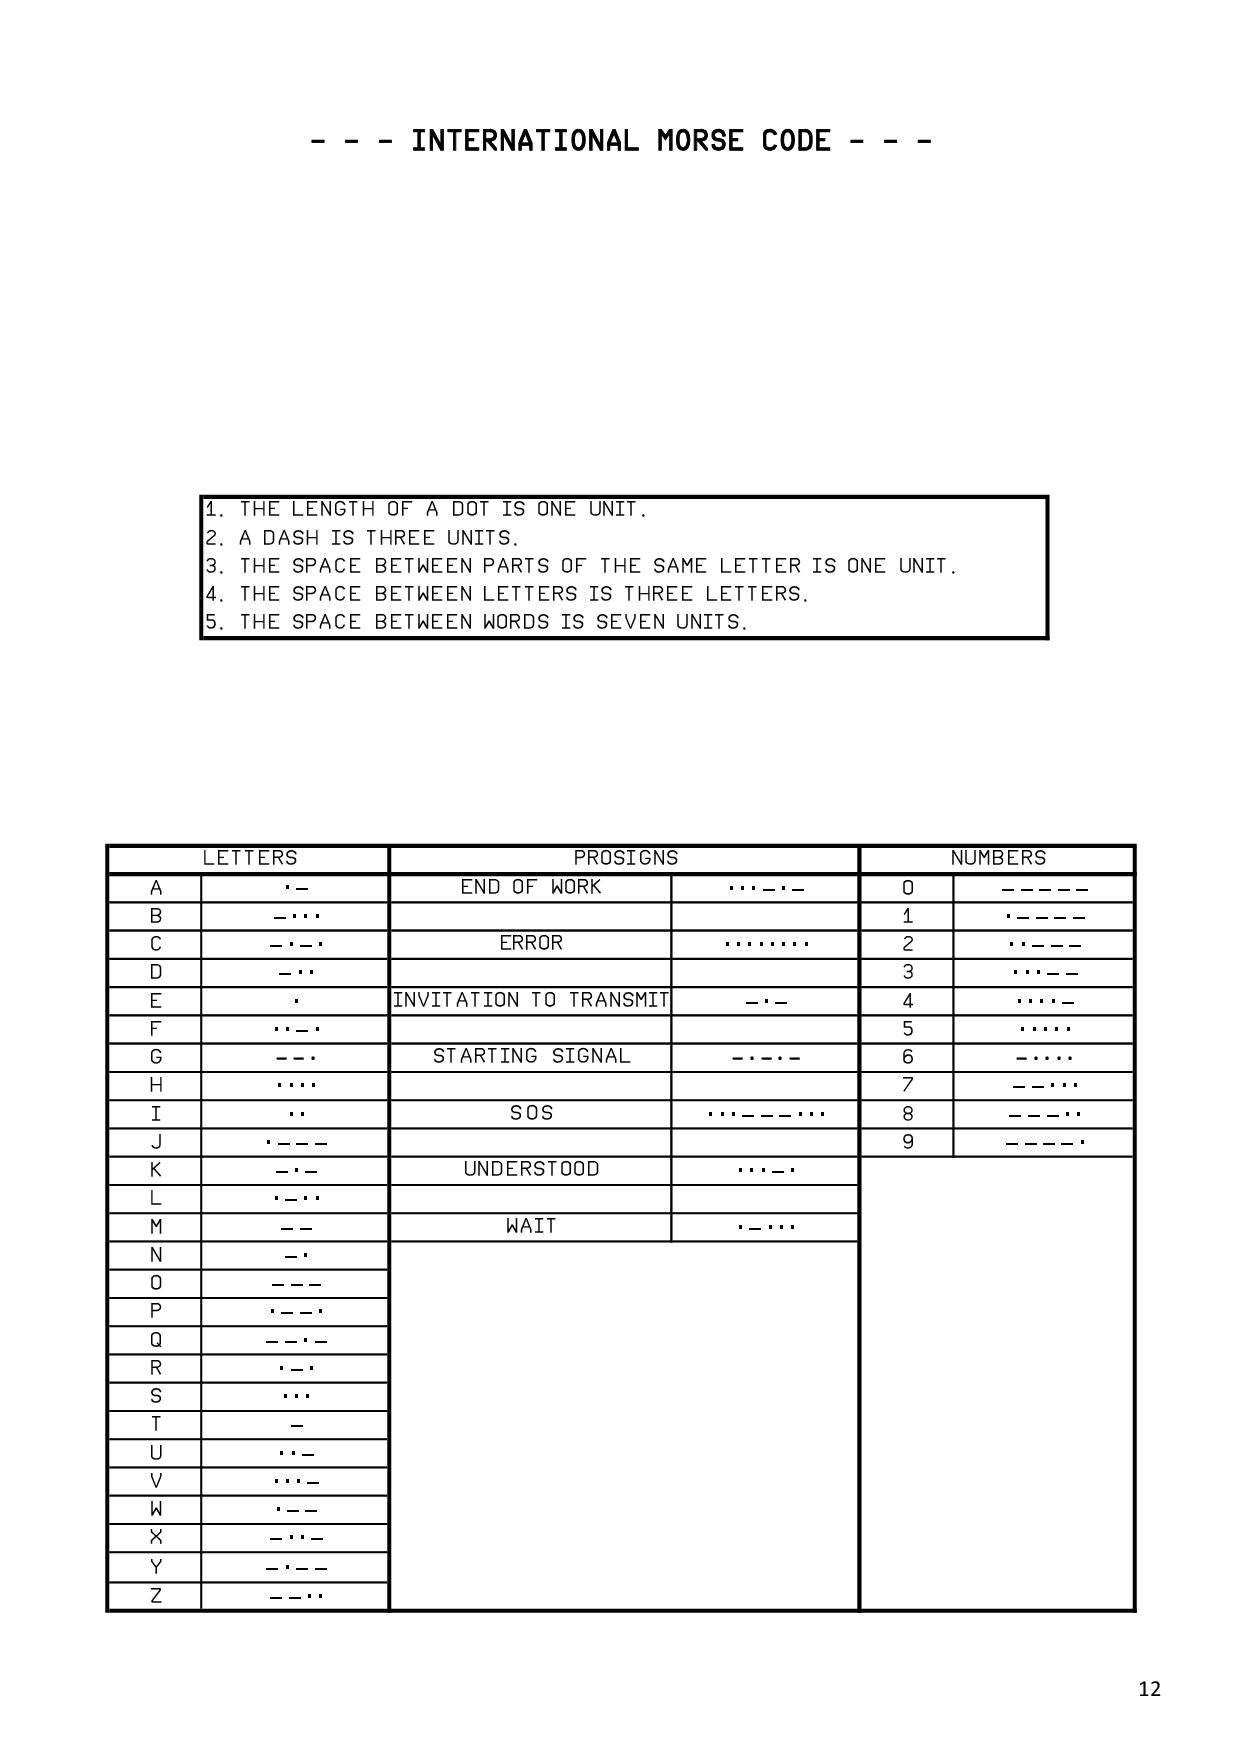 - - - INTERNATIONAL MORSE CODE - - -
1. THE LENGTH OF A DOT IS ONE UNIT.
2. A DASH IS THREE UNITS.
3. THE SPACE BETWEEN PARTS OF THE SAME LETTER IS ONE UNIT.
4. THE SPACE BETWEEN LETTERS IS THREE LETTERS.
5. THE SPACE BETWEEN WORDS IS SEVEN UNITS.
LETTERS PROSIGNS NUMBERS
A ·− END OF WORK ···−·− 0 −−−−−
B −··· 1 ·−−−−
C −·−· ERROR ········ 2 ··−−−
D −·· 3 ···−−
E · INVITATION TO TRANSMIT −·− 4 ····−
F ··−· 5 ·····
G −−· STARTING SIGNAL −·−·− 6 −····
H ···· 7 −−···
I ·· SOS ···−−−··· 8 −−−··
J ·−−− 9 −−−−·
K −·− UNDERSTOOD ···−·
L ·−··
M −− WAIT ·−···
N −·
O −−−
P ·−−·
Q −−·−
R ·−·
S ···
T −
U ··−
V ···−
W ·−−
X −··−
Y −·−−
Z −−··
12